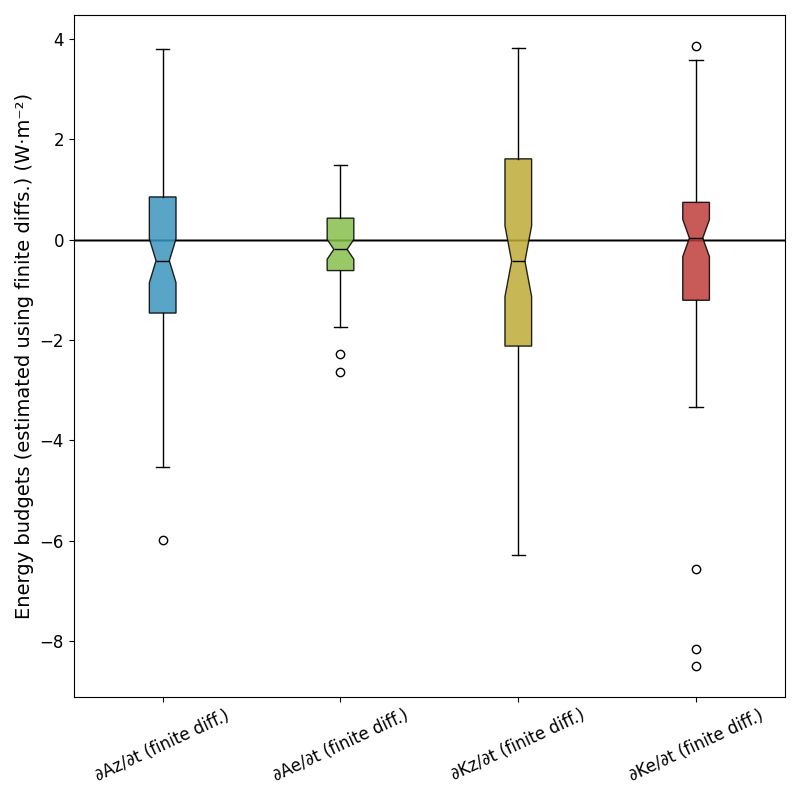 Energy budgets (estimated using finite diffs.) (W·m⁻²)
4
2
0
−2
−4
−6
−8
∂Az/∂t (finite diff.)
∂Ae/∂t (finite diff.)
∂Kz/∂t (finite diff.)
∂Ke/∂t (finite diff.)